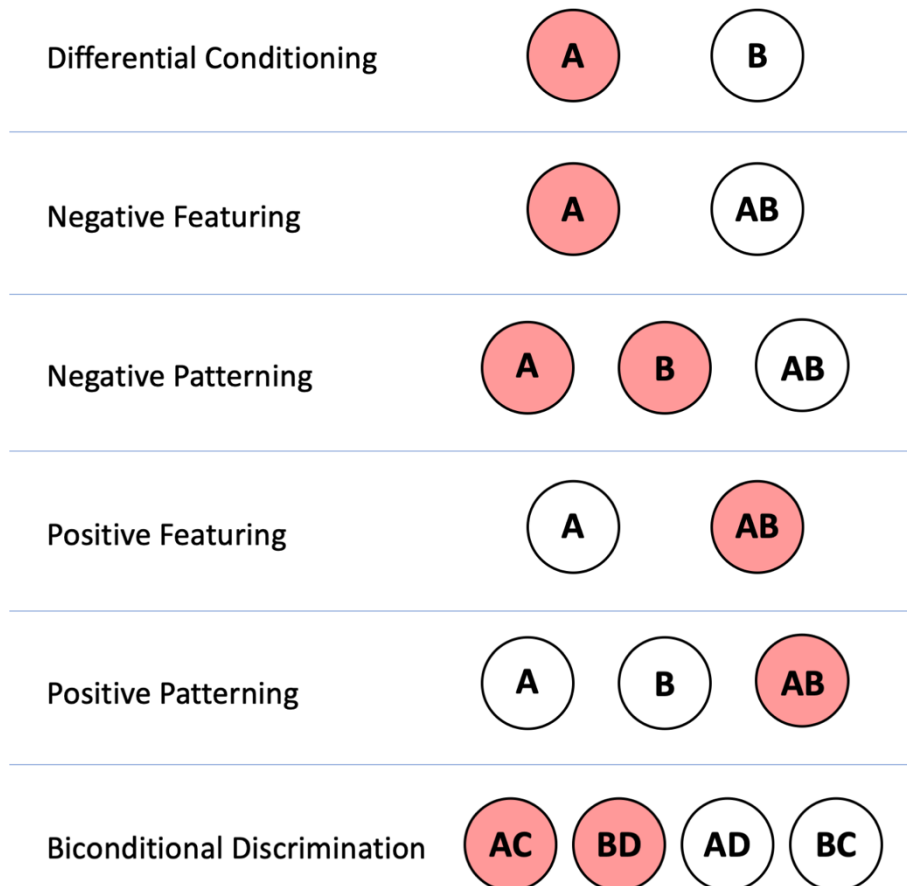 Differential Conditioning A B
Negative Featuring A AB
Negative Patterning A B AB
Positive Featuring A AB
Positive Patterning A B AB
Biconditional Discrimination AC BD AD BC